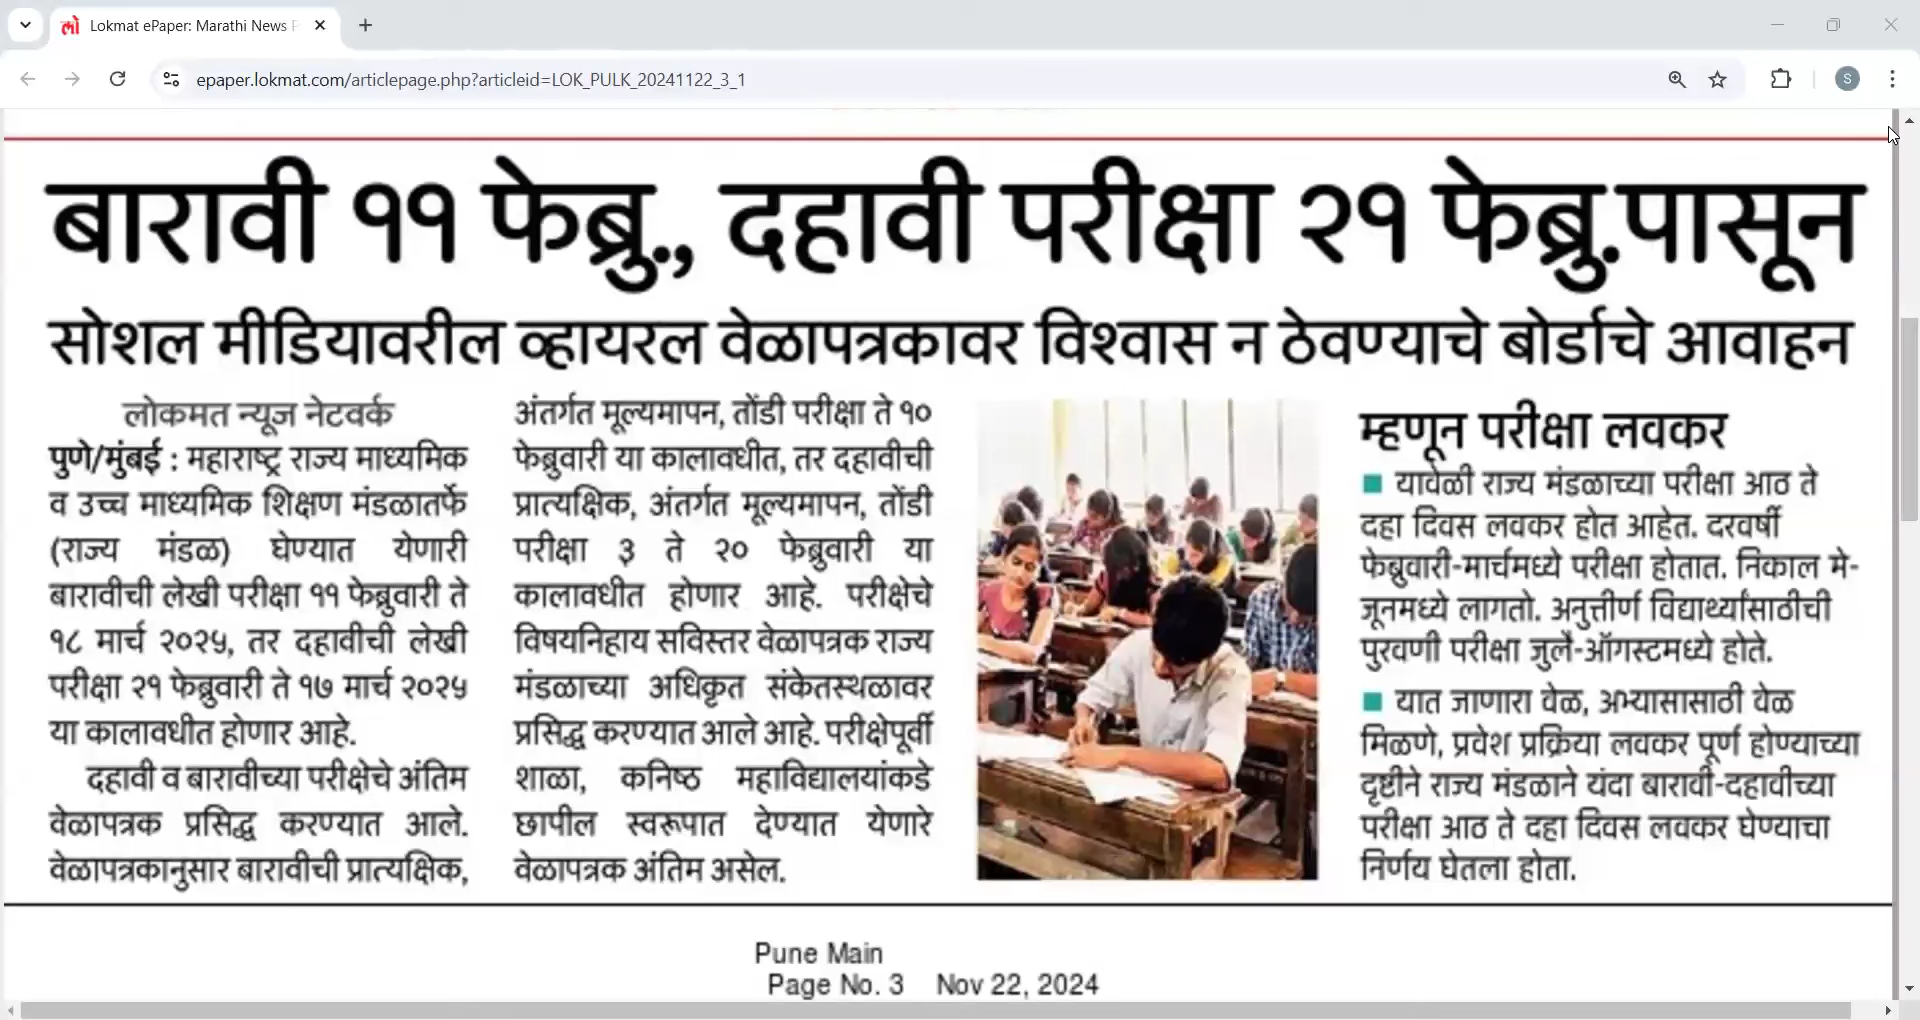 Lokmat ePaper: Marathi News
epaper.lokmat.com/articlepage.php?articleid=LOK_PULK_20241122_3_1
S
बारावी ११ फेब्रु., दहावी परीक्षा २१ फेब्रु.पासून
सोशल मीडियावरील व्हायरल वेळापत्रकावर विश्वास न ठेवण्याचे बोर्डाचे आवाहन
लोकमत न्यूज नेटवर्क
पुणे/मुंबई : महाराष्ट्र राज्य माध्यमिक
व उच्च माध्यमिक शिक्षण मंडळातर्फे
(राज्य मंडळ) घेण्यात येणारी
बारावीची लेखी परीक्षा ११ फेब्रुवारी ते
१८ मार्च २०२५, तर दहावीची लेखी
परीक्षा २१ फेब्रुवारी ते १७ मार्च २०२५
या कालावधीत होणार आहे.
दहावी व बारावीच्या परीक्षेचे अंतिम
वेळापत्रक प्रसिद्ध करण्यात आले.
वेळापत्रकानुसार बारावीची प्रात्यक्षिक,
अंतर्गत मूल्यमापन, तोंडी परीक्षा ते १०
फेब्रुवारी या कालावधीत, तर दहावीची
प्रात्यक्षिक, अंतर्गत मूल्यमापन, तोंडी
परीक्षा ३ ते २० फेब्रुवारी या
कालावधीत होणार आहे. परीक्षेचे
विषयनिहाय सविस्तर वेळापत्रक राज्य
मंडळाच्या अधिकृत संकेतस्थळावर
प्रसिद्ध करण्यात आले आहे. परीक्षेपूर्वी
शाळा, कनिष्ठ महाविद्यालयांकडे
छापील स्वरूपात देण्यात येणारे
वेळापत्रक अंतिम असेल.
म्हणून परीक्षा लवकर
■ यावेळी राज्य मंडळाच्या परीक्षा आठ ते
दहा दिवस लवकर होत आहेत. दरवर्षी
फेब्रुवारी-मार्चमध्ये परीक्षा होतात. निकाल मे-
जूनमध्ये लागतो. अनुत्तीर्ण विद्यार्थ्यांसाठीची
पुरवणी परीक्षा जुलै-ऑगस्टमध्ये होते.
■ यात जाणारा वेळ, अभ्यासासाठी वेळ
मिळणे, प्रवेश प्रक्रिया लवकर पूर्ण होण्याच्या
दृष्टीने राज्य मंडळाने यंदा बारावी-दहावीच्या
परीक्षा आठ ते दहा दिवस लवकर घेण्याचा
निर्णय घेतला होता.
Pune Main
Page No. 3 Nov 22, 2024